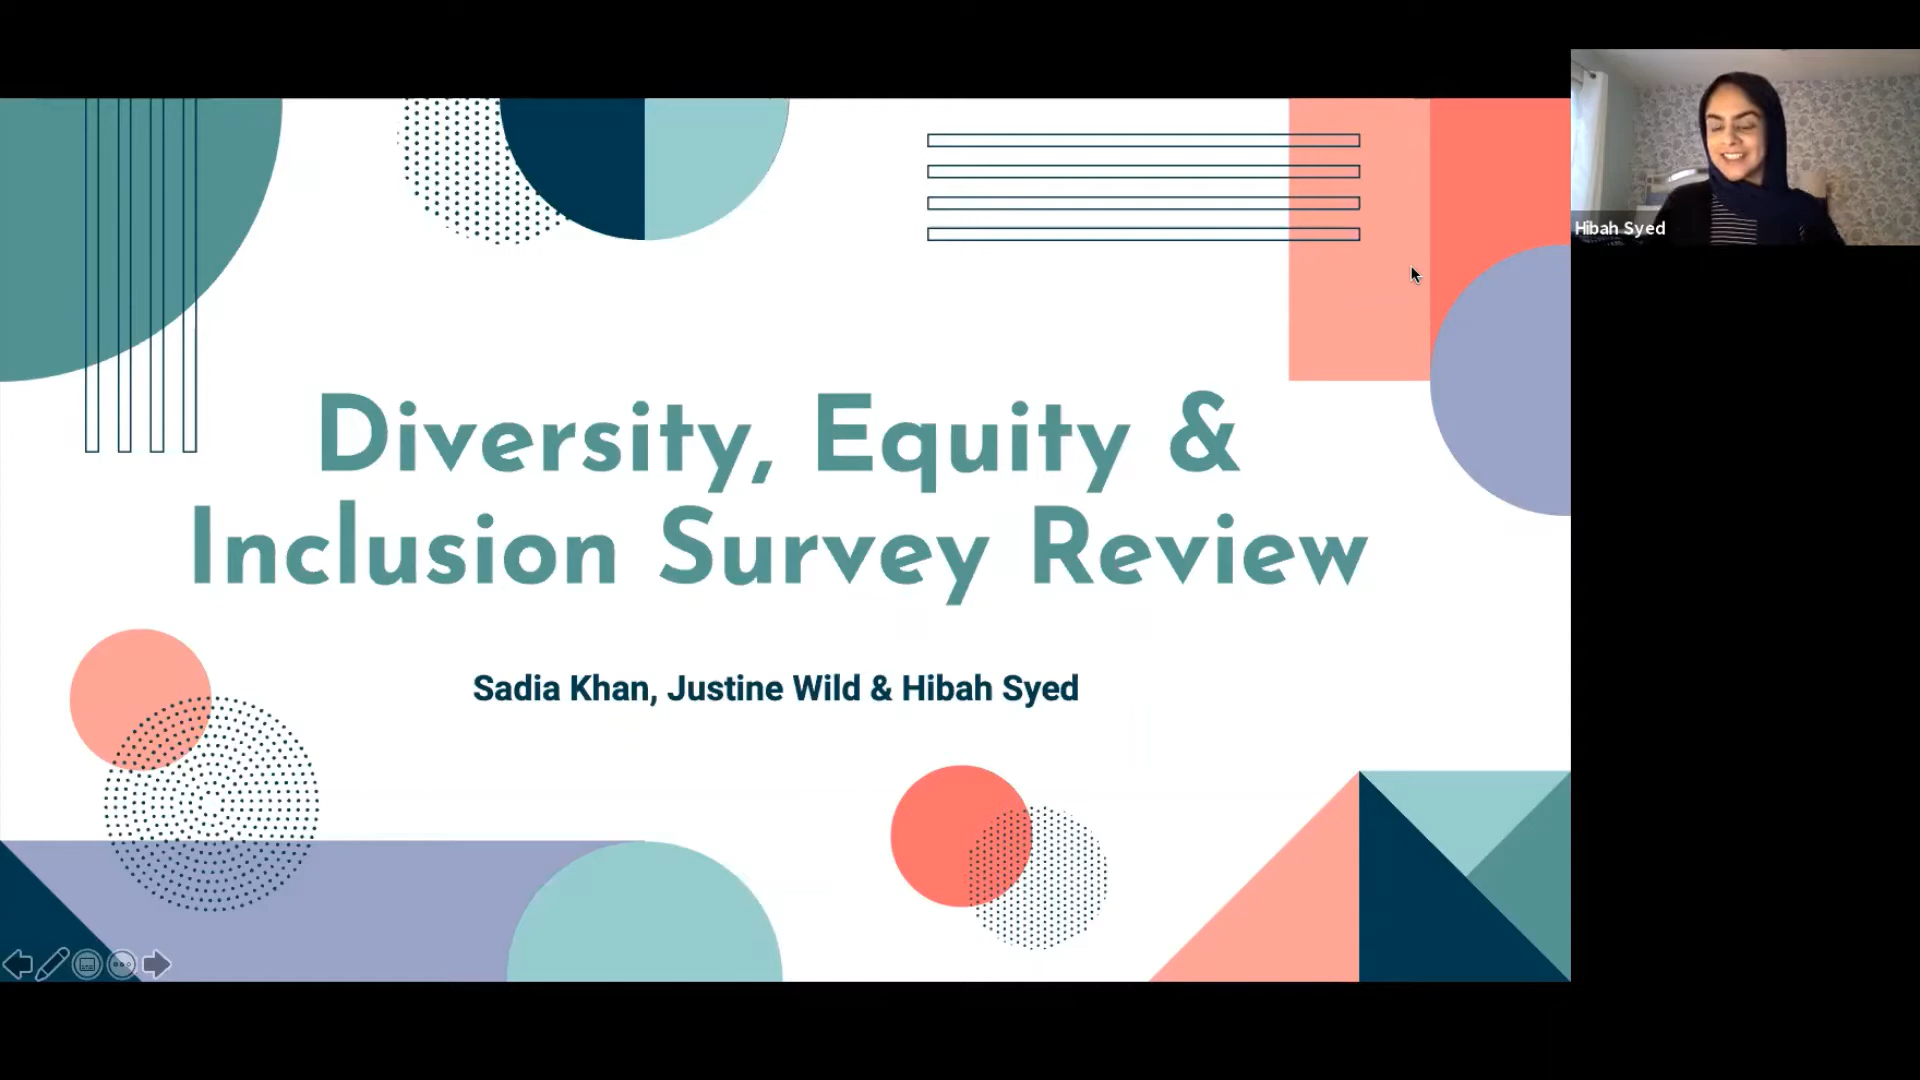 Diversity, Equity &
Inclusion Survey Review
Sadia Khan, Justine Wild & Hibah Syed
Hibah Syed